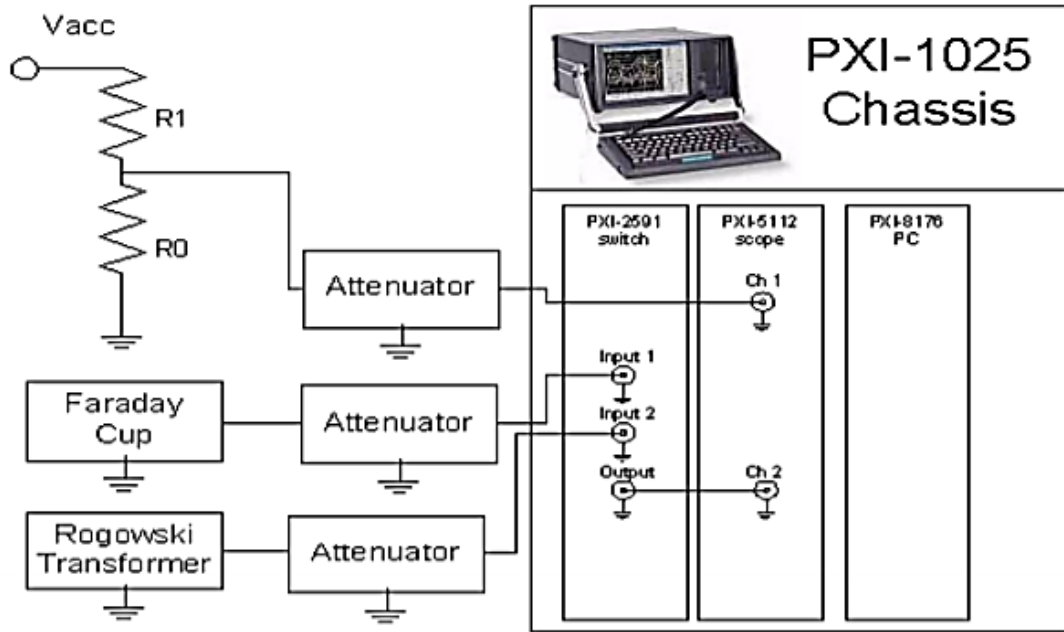 Vacc
R1
R0
Attenuator
Faraday
Cup
Attenuator
Rogowski
Transformer
Attenuator
PXI-1025
Chassis
PXI-2591
switch
PXI-5112
scope
PXI-8176
PC
Ch 1
Input 1
Input 2
Output
Ch 2